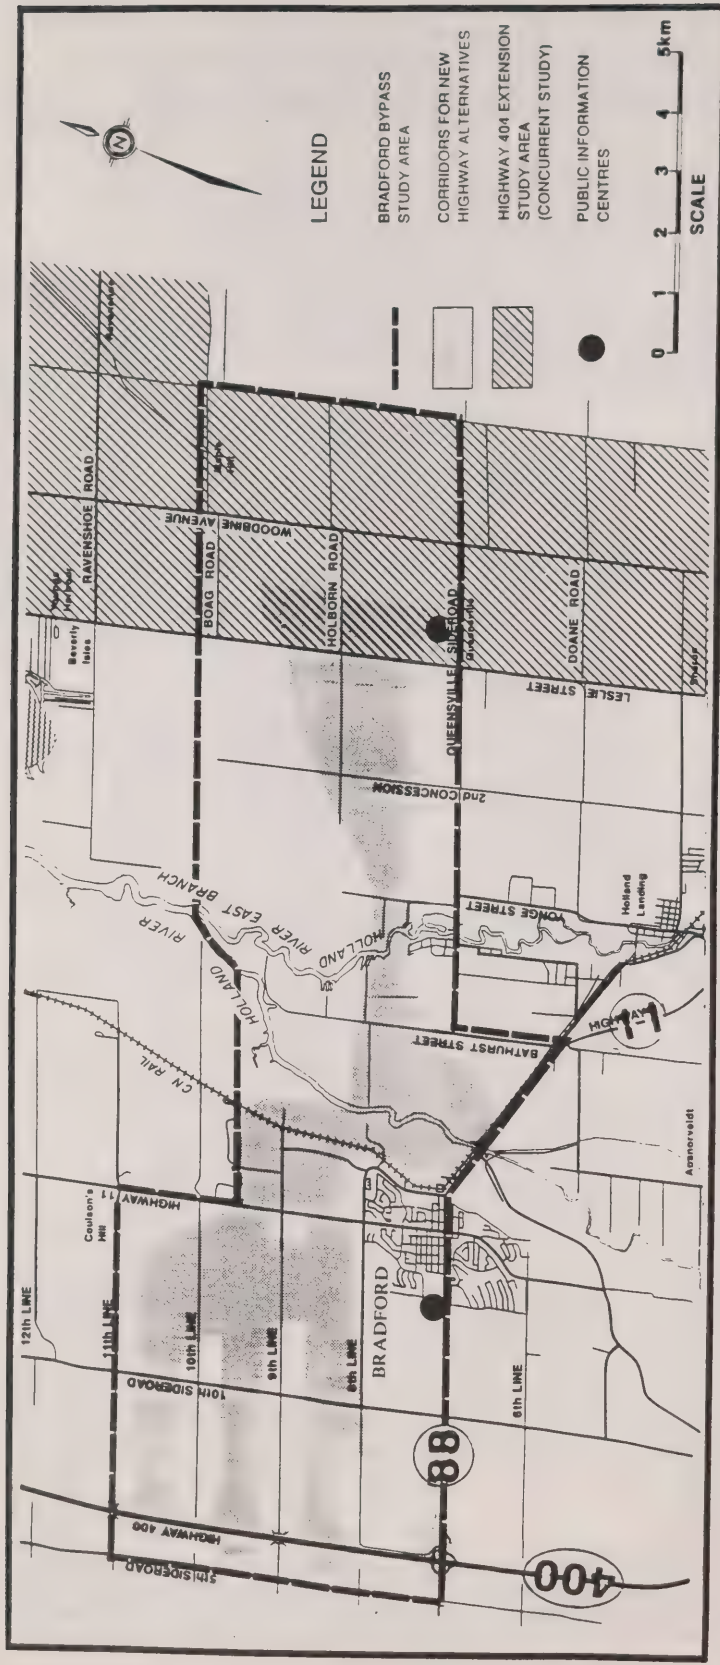 LEGEND
BRADFORD BYPASS
STUDY AREA
CORRIDORS FOR NEW
HIGHWAY ALTERNATIVES
HIGHWAY 404 EXTENSION
STUDY AREA
(CONCURRENT STUDY)
PUBLIC INFORMATION
CENTRES
0 1 2 3 4 5km
SCALE
N
12th LINE
11th LINE
10th LINE
9th LINE
8th LINE
6th LINE
Coulson's
Hill
HIGHWAY 11
10th SIDEROAD
HIGHWAY 400
5th SIDEROAD
BRADFORD
88
400
CN RAIL
HOLLAND
RIVER
HOLLAND
RIVER EAST BRANCH
BATHURST STREET
YONGE STREET
HIGHWAY
11
Holland
Landing
2nd CONCESSION
QUEENSVILLE SIDEROAD
Queensville
LESLIE STREET
DOANE ROAD
Sharon
HOLBORN ROAD
BOAG ROAD
WOODBINE AVENUE
RAVENSHOE ROAD
Beverly
Isles